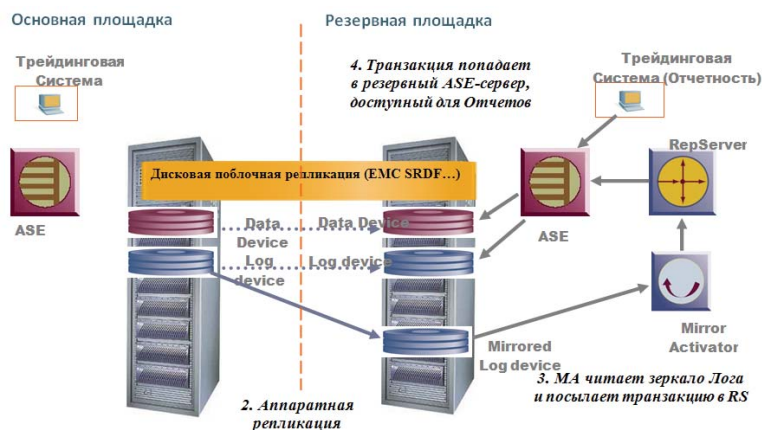 Основная площадка
Резервная площадка
Трейдинговая
Система
4. Транзакция попадает
в резервный ASE-сервер,
доступный для Отчетов
Трейдинговая
Система (Отчетность)
RepServer
Дисковая поблочная репликация (EMC SRDF…)
ASE
Data
Device
Data Device
ASE
Log
device
Log device
Mirrored
Log device
Mirror
Activator
2. Аппаратная
репликация
3. МА читает зеркало Лога
и посылает транзакцию в RS